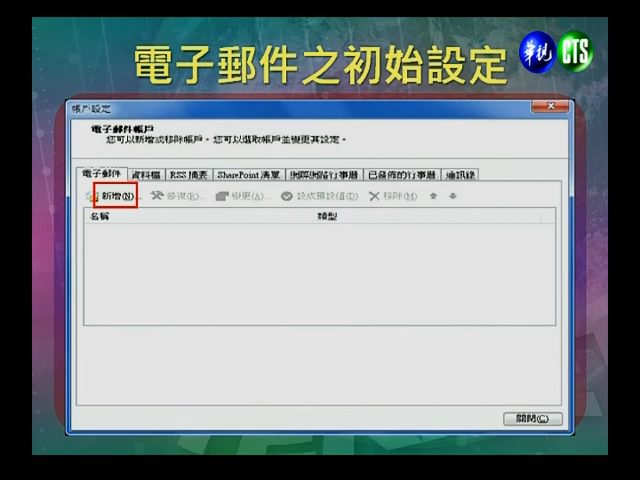 電子郵件之初始設定
華視 CTS
帳戶設定
電子郵件帳戶
您可以新增或移除帳戶。您可以選取帳戶並變更其設定。
電子郵件 資料檔 RSS 摘要 SharePoint 清單 網際網路行事曆 已發佈的行事曆 通訊錄
新增(N)... 修復(R)... 變更(A)... 設成預設值(D) 移除(M)
名稱 類型
關閉(C)